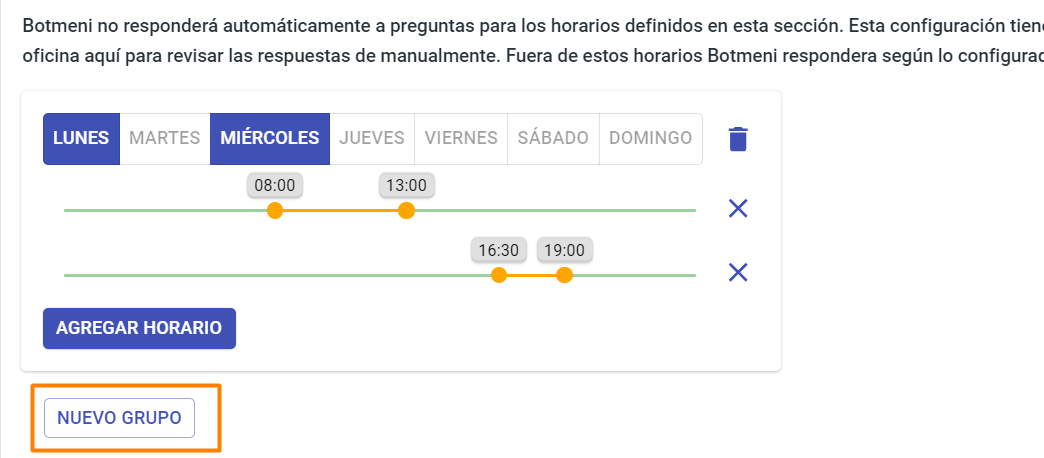 Botmeni no responderá automáticamente a preguntas para los horarios definidos en esta sección. Esta configuración tien
oficina aquí para revisar las respuestas de manualmente. Fuera de estos horarios Botmeni respondera según lo configurad
LUNES MARTES MIÉRCOLES JUEVES VIERNES SÁBADO DOMINGO
08:00 13:00
16:30 19:00
AGREGAR HORARIO
NUEVO GRUPO